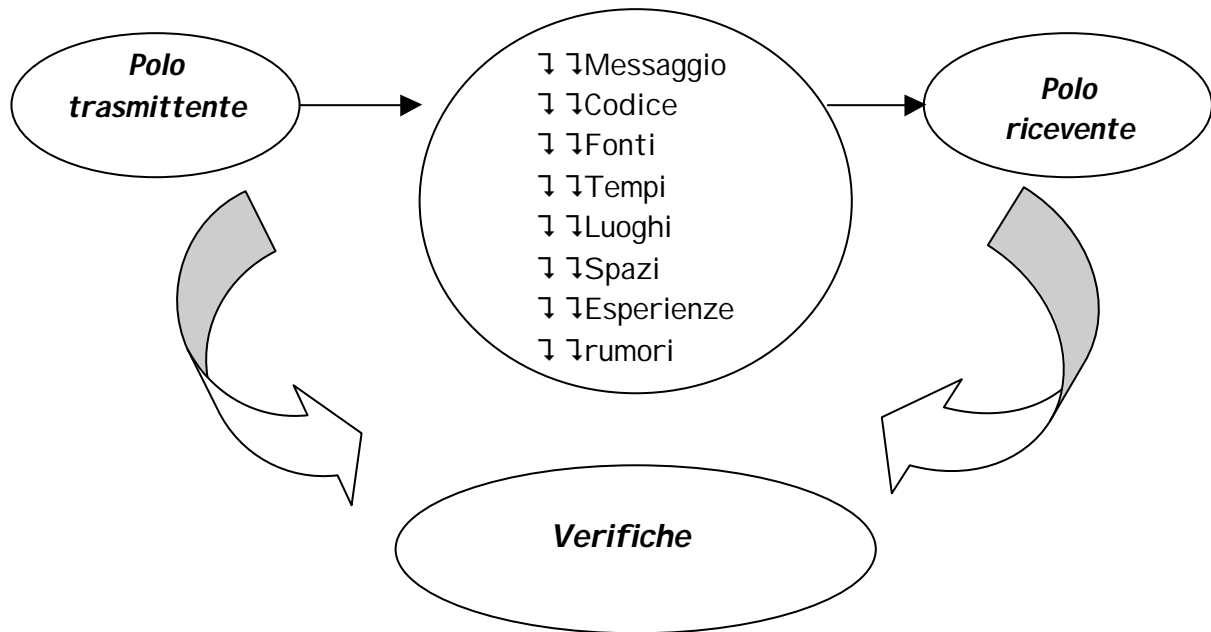 Polo
trasmittente
↴ ↴Messaggio
↴ ↴Codice
↴ ↴Fonti
↴ ↴Tempi
↴ ↴Luoghi
↴ ↴Spazi
↴ ↴Esperienze
↴ ↴rumori
Polo
ricevente
Verifiche